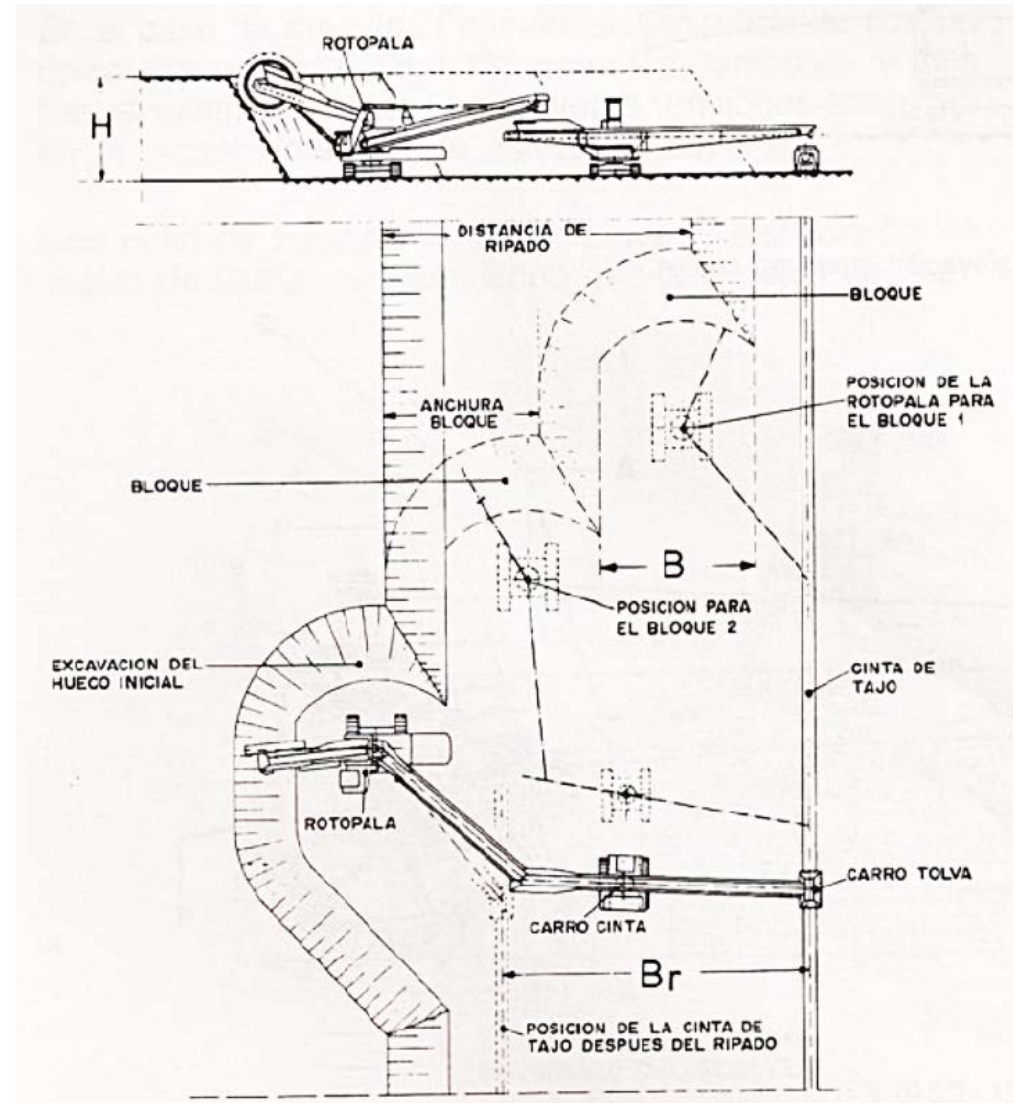 ROTOPALA
H
DISTANCIA DE
RIPADO
BLOQUE
POSICION DE LA
ROTOPALA PARA
EL BLOQUE 1
ANCHURA
BLOQUE
BLOQUE
B
POSICION PARA
EL BLOQUE 2
EXCAVACION DEL
HUECO INICIAL
CINTA DE
TAJO
ROTOPALA
CARRO TOLVA
CARRO CINTA
Br
POSICION DE LA CINTA DE
TAJO DESPUES DEL RIPADO